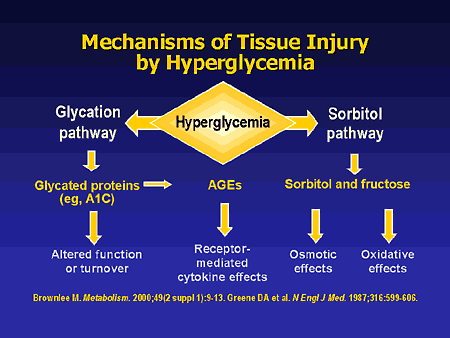 Mechanisms of Tissue Injury
by Hyperglycemia
Glycation
pathway
Hyperglycemia
Sorbitol
pathway
Glycated proteins
(eg, A1C)
AGEs
Sorbitol and fructose
Altered function
or turnover
Receptor-
mediated
cytokine effects
Osmotic
effects
Oxidative
effects
Brownlee M. Metabolism. 2000;49(2 suppl 1):9-13. Greene DA et al. N Engl J Med. 1987;316:599-606.